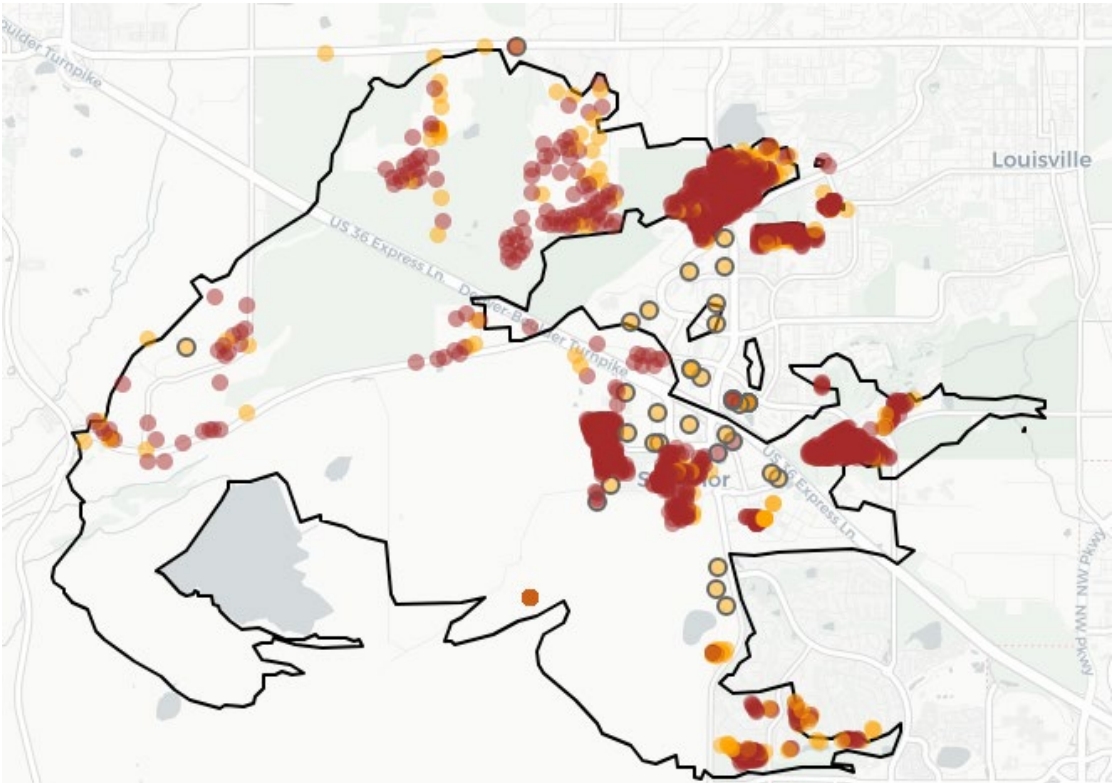 oulder Turnpike
Louisville
US 36 Express Ln
Denver-Boulder Turnpike
US 36 Express Ln
NW Pkwy